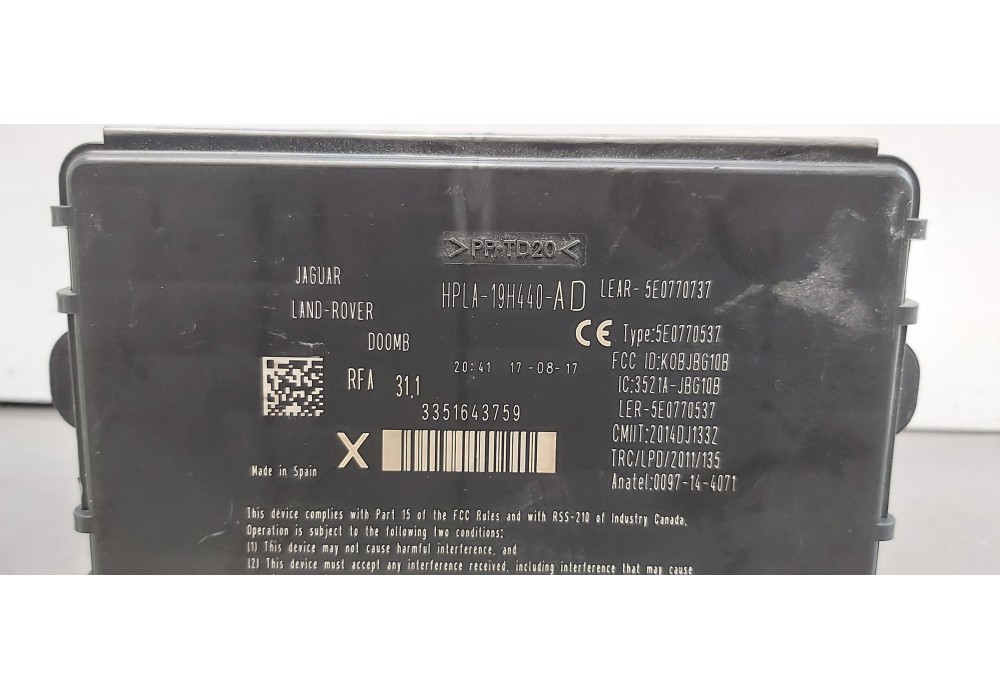 >PP-TD20<
JAGUAR
LAND-ROVER
D00MB
HPLA-19H440-AD
LEAR- 5E0770737
CE Type:5E0770537
FCC ID:KOBJBG10B
IC:3521A-JBG10B
LER-5E0770537
CMIIT:2014DJ1332
TRC/LPD/2011/135
Anatel:0097-14-4071
20:41 17-08-17
RFA 31.1
3351643759
X
Made in Spain
This device complies with Part 15 of the FCC Rules and with RSS-210 of Industry Canada.
Operation is subject to the following two conditions:
(1) This device may not cause harmful interference, and
(2) This device must accept any interference received, including interference that may cause